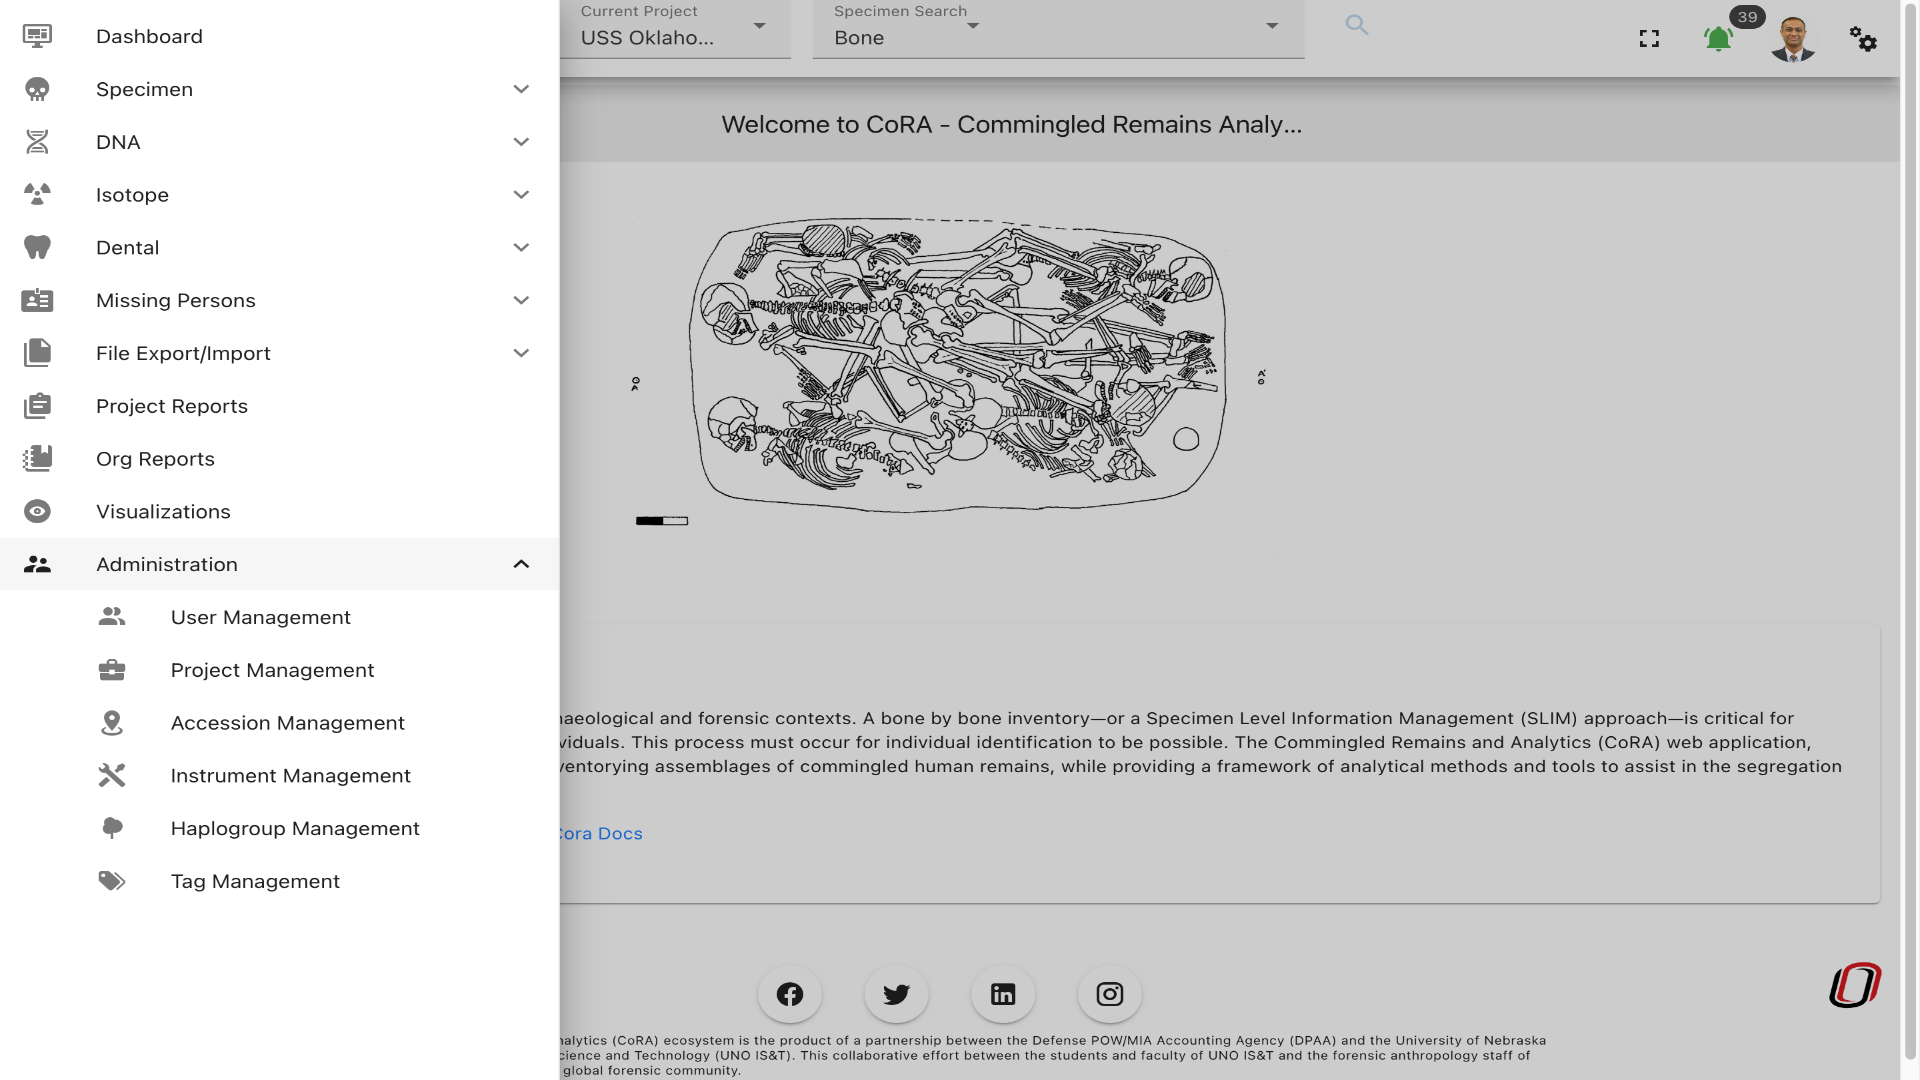 Dashboard
Specimen
DNA
Isotope
Dental
Missing Persons
File Export/Import
Project Reports
Org Reports
Visualizations
Administration
User Management
Project Management
Accession Management
Instrument Management
Haplogroup Management
Tag Management
Current Project
USS Oklaho...
Specimen Search
Bone
39
Welcome to CoRA - Commingled Remains Analy...
haeological and forensic contexts. A bone by bone inventory—or a Specimen Level Information Management (SLIM) approach—is critical for
viduals. This process must occur for individual identification to be possible. The Commingled Remains and Analytics (CoRA) web application,
ventorying assemblages of commingled human remains, while providing a framework of analytical methods and tools to assist in the segregation
Cora Docs
nalytics (CoRA) ecosystem is the product of a partnership between the Defense POW/MIA Accounting Agency (DPAA) and the University of Nebraska
cience and Technology (UNO IS&T). This collaborative effort between the students and faculty of UNO IS&T and the forensic anthropology staff of
global forensic community.